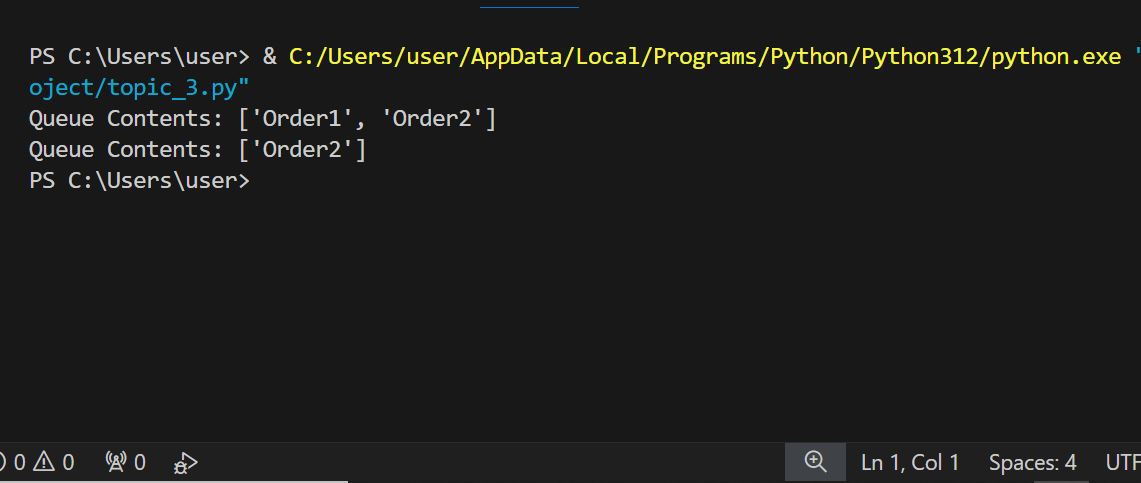 PS C:\Users\user> & C:/Users/user/AppData/Local/Programs/Python/Python312/python.exe "
oject/topic_3.py"
Queue Contents: ['Order1', 'Order2']
Queue Contents: ['Order2']
PS C:\Users\user>
0 0 0 Ln 1, Col 1 Spaces: 4 UTF